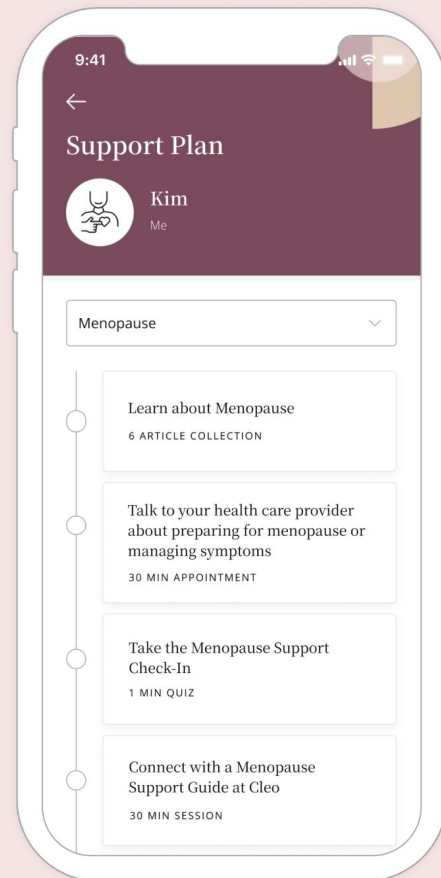 9:41
Support Plan
Kim
Me
Menopause
Learn about Menopause
6 ARTICLE COLLECTION
Talk to your health care provider
about preparing for menopause or
managing symptoms
30 MIN APPOINTMENT
Take the Menopause Support
Check-In
1 MIN QUIZ
Connect with a Menopause
Support Guide at Cleo
30 MIN SESSION